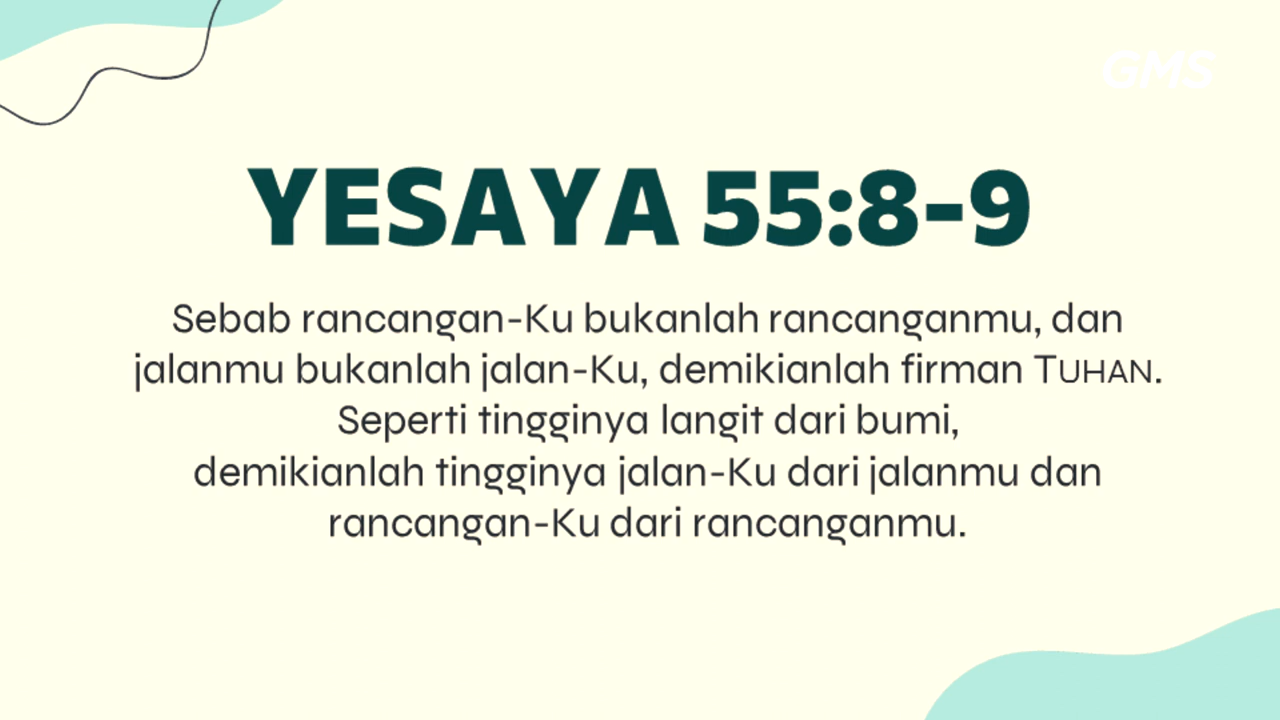 GMS
YESAYA 55:8-9
Sebab rancangan-Ku bukanlah rancanganmu, dan
jalanmu bukanlah jalan-Ku, demikianlah firman TUHAN.
Seperti tingginya langit dari bumi,
demikianlah tingginya jalan-Ku dari jalanmu dan
rancangan-Ku dari rancanganmu.